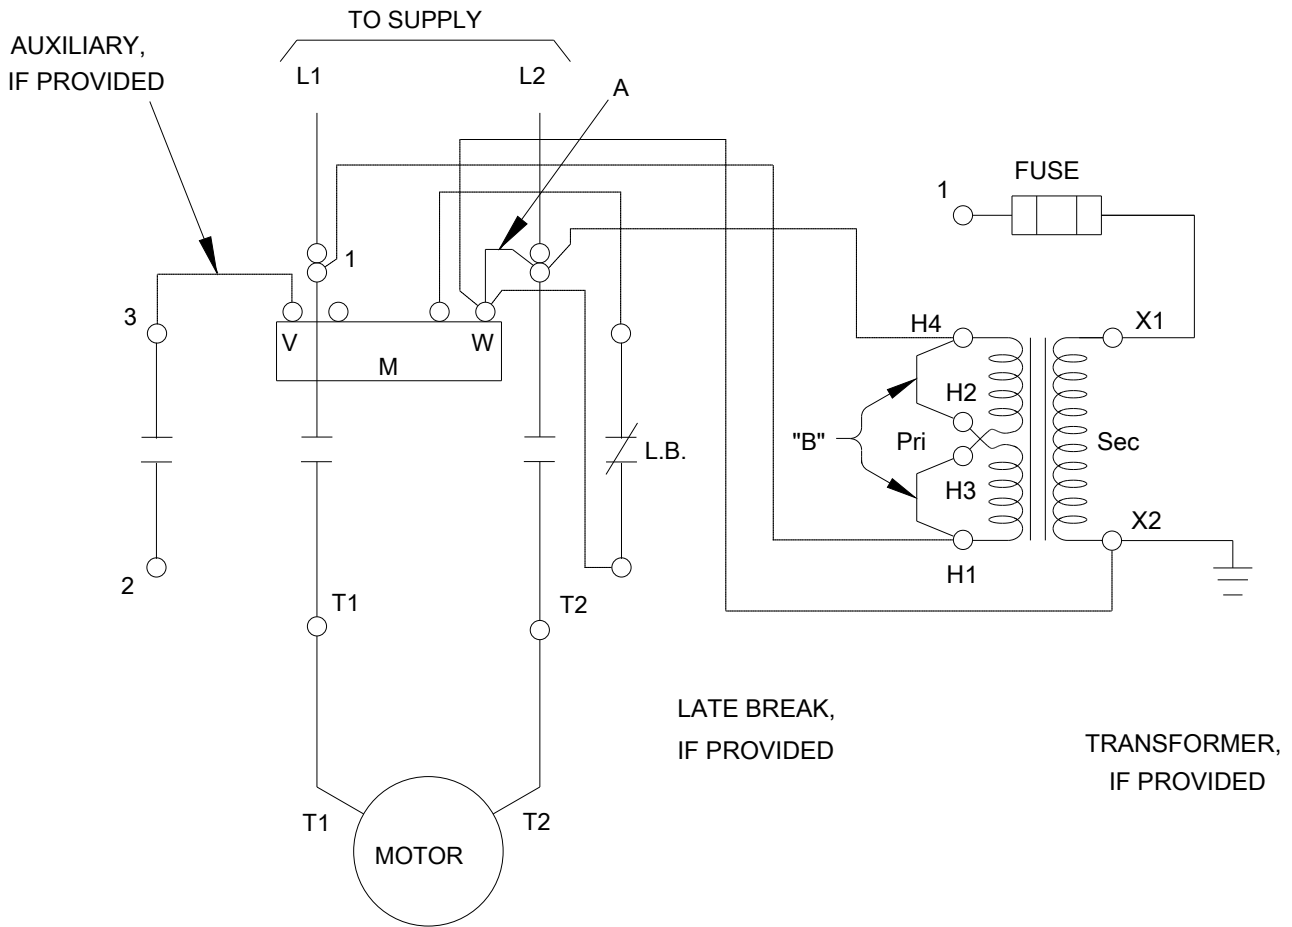 TO SUPPLY
AUXILIARY,
IF PROVIDED
L1
L2
A
FUSE
1
1
3
V
W
M
H4
X1
H2
"B"
Pri
Sec
L.B.
H3
X2
H1
2
T1
T2
LATE BREAK,
IF PROVIDED
TRANSFORMER,
IF PROVIDED
T1
T2
MOTOR